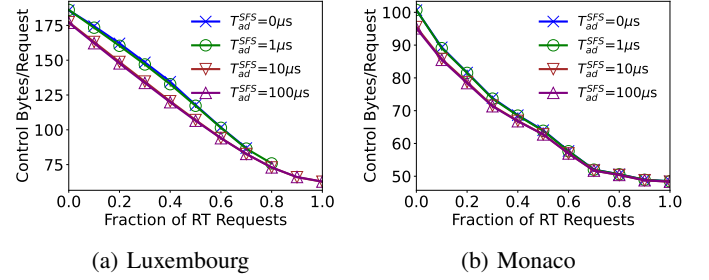 Control Bytes/Request
175
150
125
100
75
0.0 0.2 0.4 0.6 0.8 1.0
Fraction of RT Requests
T_ad^SFS=0μs
T_ad^SFS=1μs
T_ad^SFS=10μs
T_ad^SFS=100μs
(a) Luxembourg
Control Bytes/Request
100
90
80
70
60
50
0.0 0.2 0.4 0.6 0.8 1.0
Fraction of RT Requests
T_ad^SFS=0μs
T_ad^SFS=1μs
T_ad^SFS=10μs
T_ad^SFS=100μs
(b) Monaco